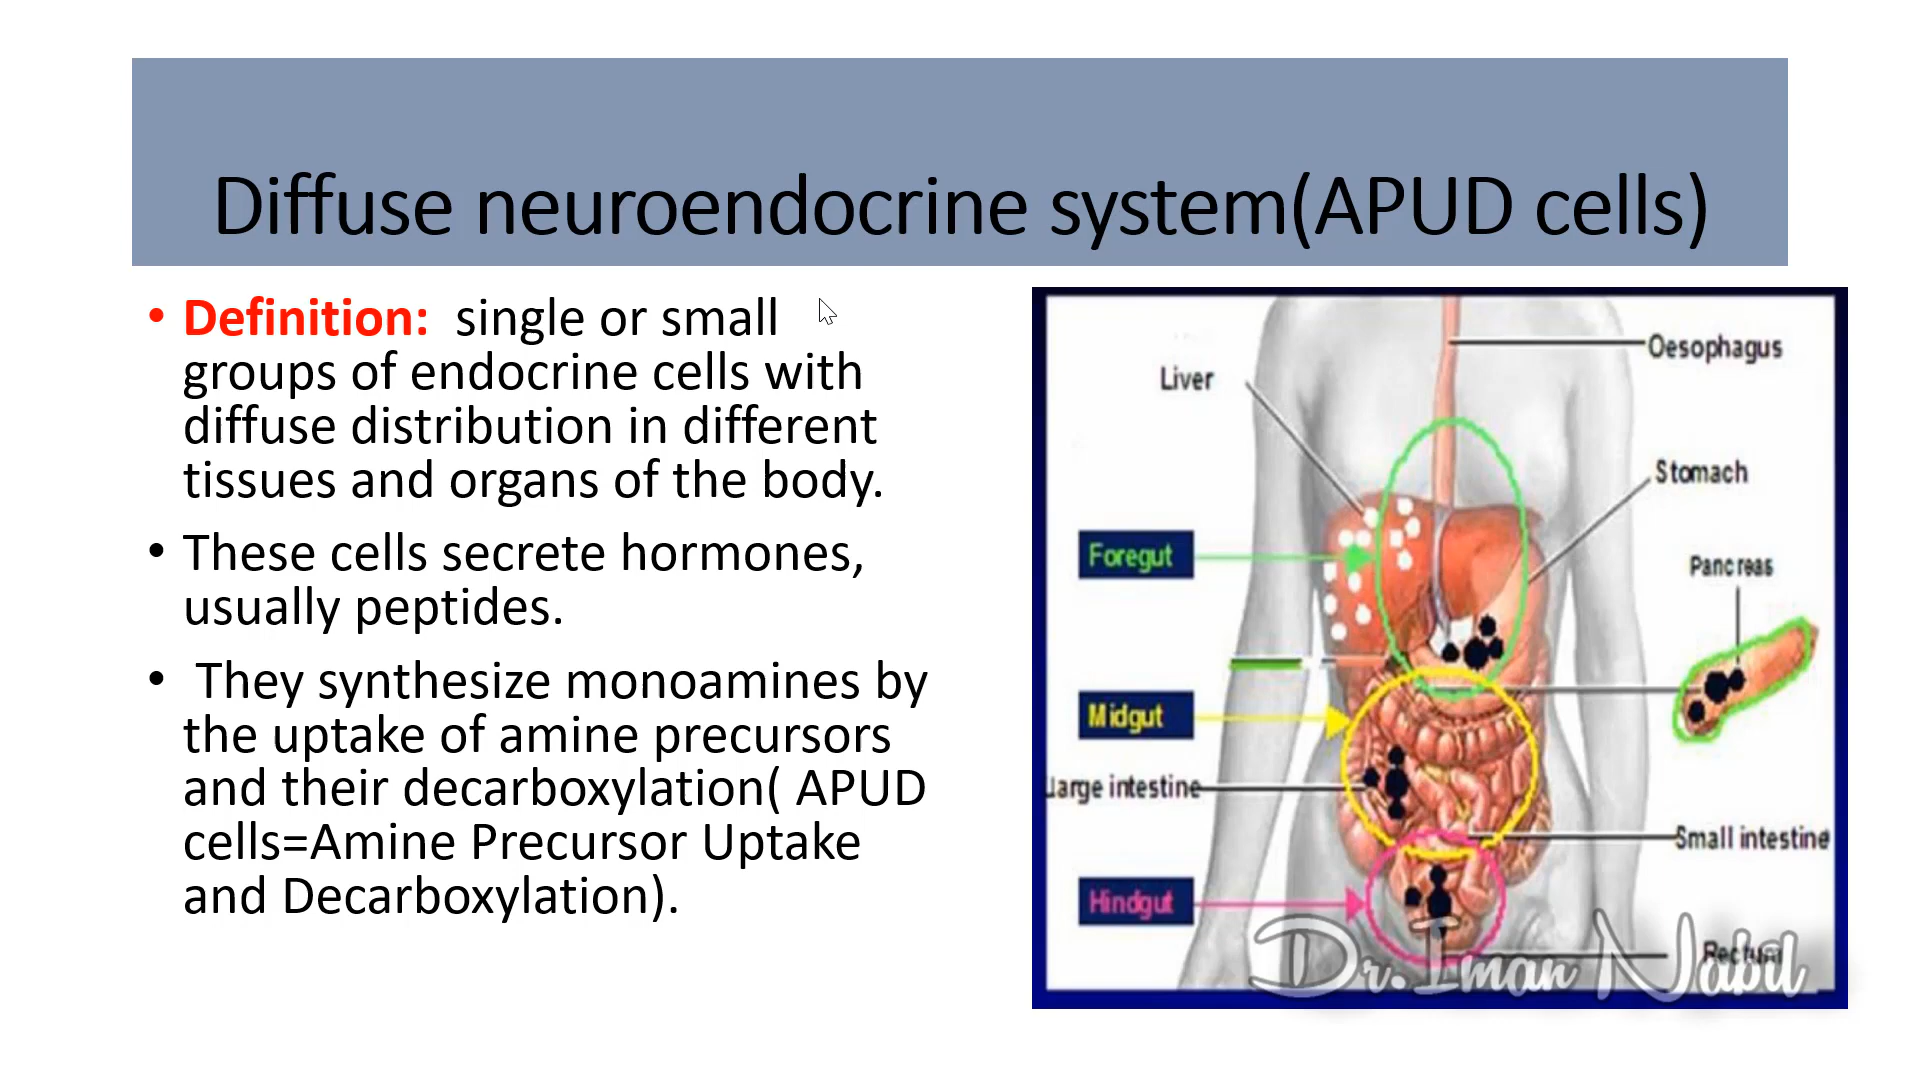 Diffuse neuroendocrine system(APUD cells)
• Definition: single or small
groups of endocrine cells with
diffuse distribution in different
tissues and organs of the body.
• These cells secrete hormones,
usually peptides.
• They synthesize monoamines by
the uptake of amine precursors
and their decarboxylation( APUD
cells=Amine Precursor Uptake
and Decarboxylation).
Oesophagus
Liver
Stomach
Foregut
Pancreas
Midgut
Large intestine
Small intestine
Hindgut
Rectum
Dr.Iman Nabil